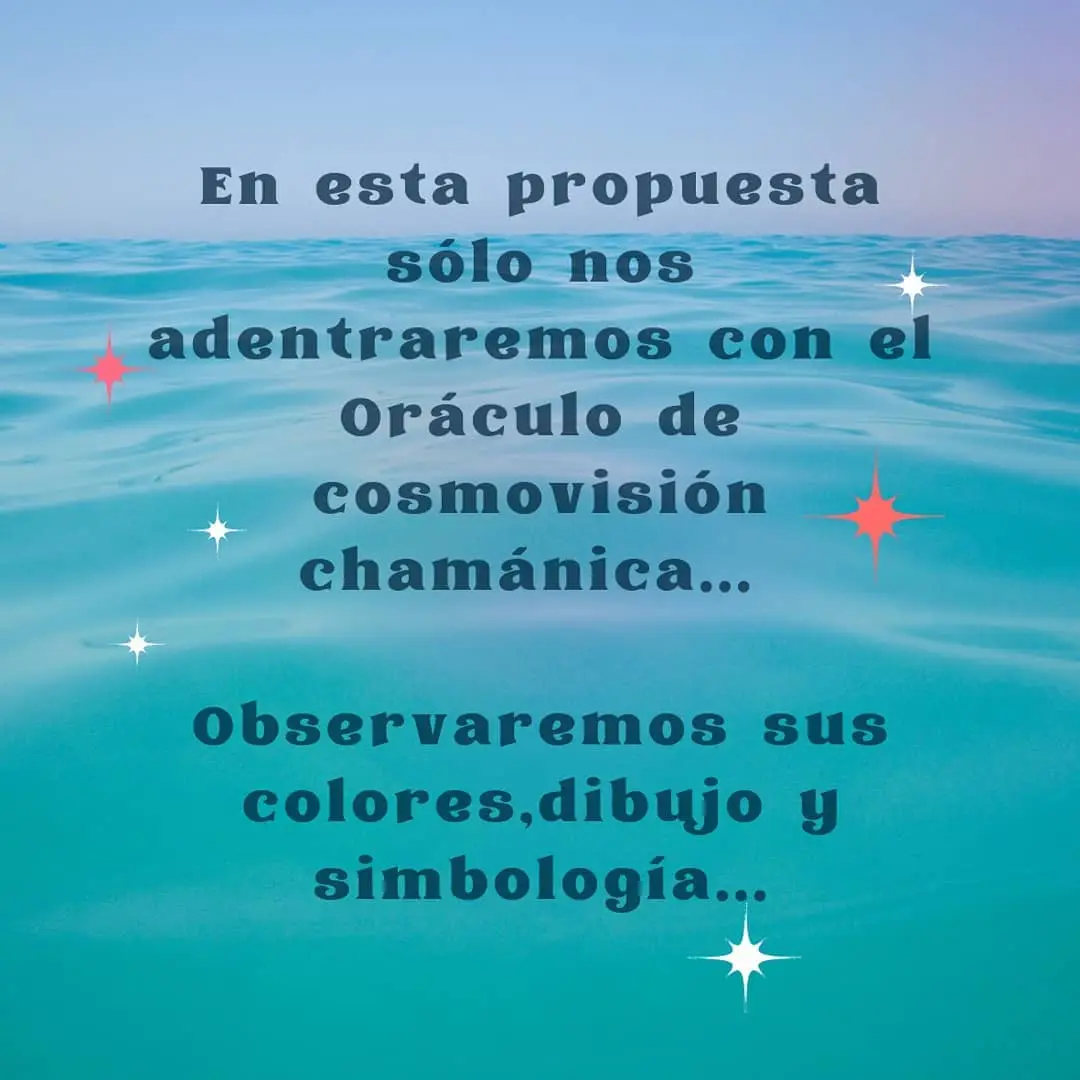 En esta propuesta
sólo nos
adentraremos con el
Oráculo de
cosmovisión
chamánica...
Observaremos sus
colores,dibujo y
simbología...